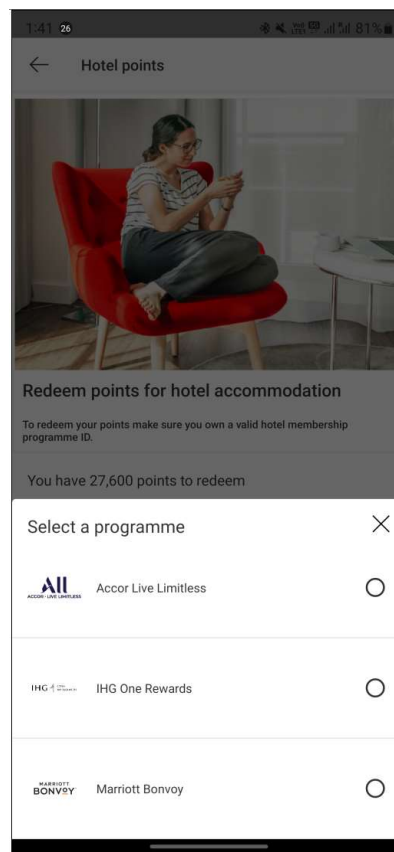 1:41 26
81%
Hotel points
Redeem points for hotel accommodation
To redeem your points make sure you own a valid hotel membership
programme ID.
You have 27,600 points to redeem
Select a programme
ALL
ACCOR LIVE LIMITLESS
Accor Live Limitless
IHG
IHG One Rewards
MARRIOTT
BONVOY
Marriott Bonvoy